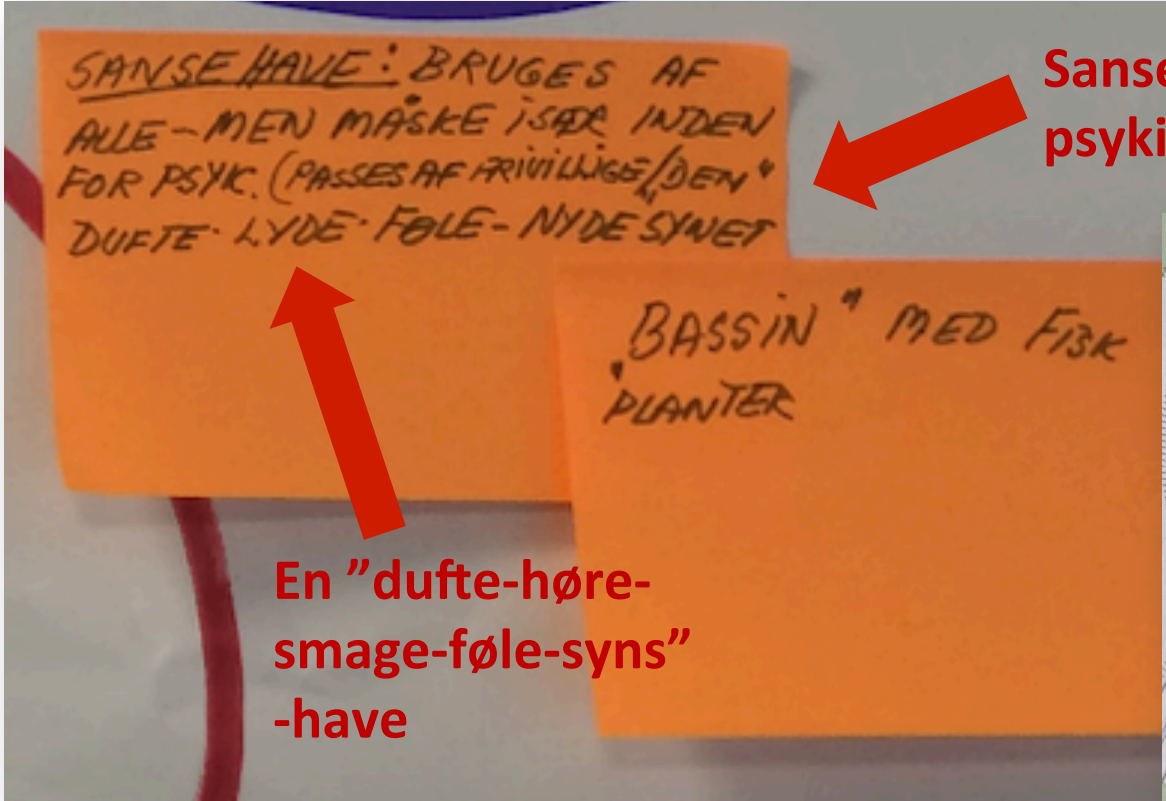 SANSEHAVE: BRUGES AF
ALLE - MEN MÅSKE ISÆR INDEN
FOR PSYK. (PASSES AF FRIVILLIGE/"DEN"
DUFTE - LYDE - FØLE - NYDE SYNET
"BASSIN" MED FISK
PLANTER
Sanse
psyki
En ”dufte-høre-
smage-føle-syns”
-have